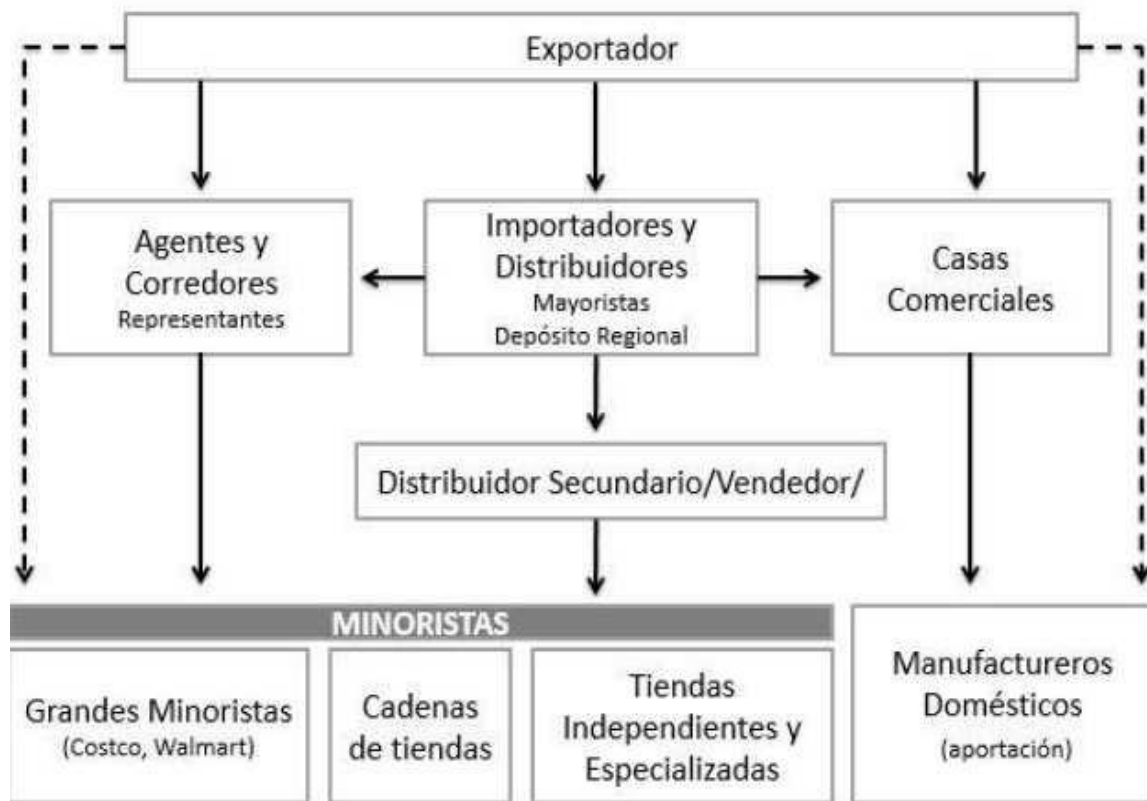 Exportador
Agentes y
Corredores
Representantes
Importadores y
Distribuidores
Mayoristas
Depósito Regional
Casas
Comerciales
Distribuidor Secundario/Vendedor/
MINORISTAS
Grandes Minoristas
(Costco, Walmart)
Cadenas
de tiendas
Tiendas
Independientes y
Especializadas
Manufactureros
Domésticos
(aportación)